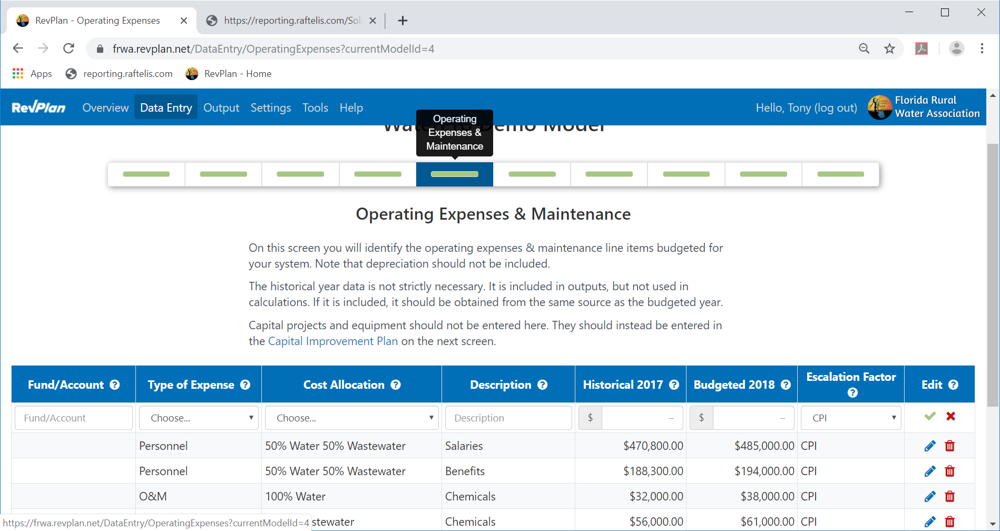 RevPlan - Operating Expenses
https://reporting.raftelis.com/Sol
frwa.revplan.net/DataEntry/OperatingExpenses?currentModelId=4
Apps
reporting.raftelis.com
RevPlan - Home
RevPlan
Overview
Data Entry
Output
Settings
Tools
Help
Hello, Tony (log out)
Florida Rural
Water Association
Demo Model
Operating
Expenses &
Maintenance
Operating Expenses & Maintenance
On this screen you will identify the operating expenses & maintenance line items budgeted for
your system. Note that depreciation should not be included.
The historical year data is not strictly necessary. It is included in outputs, but not used in
calculations. If it is included, it should be obtained from the same source as the budgeted year.
Capital projects and equipment should not be entered here. They should instead be entered in
the Capital Improvement Plan on the next screen.
Fund/Account ? Type of Expense ? Cost Allocation ? Description ? Historical 2017 ? Budgeted 2018 ? Escalation Factor ? Edit ?
Fund/Account Choose... Choose... Description $ – $ – CPI
Personnel 50% Water 50% Wastewater Salaries $470,800.00 $485,000.00 CPI
Personnel 50% Water 50% Wastewater Benefits $188,300.00 $194,000.00 CPI
O&M 100% Water Chemicals $32,000.00 $38,000.00 CPI
stewater Chemicals $56,000.00 $61,000.00 CPI
https://frwa.revplan.net/DataEntry/OperatingExpenses?currentModelId=4